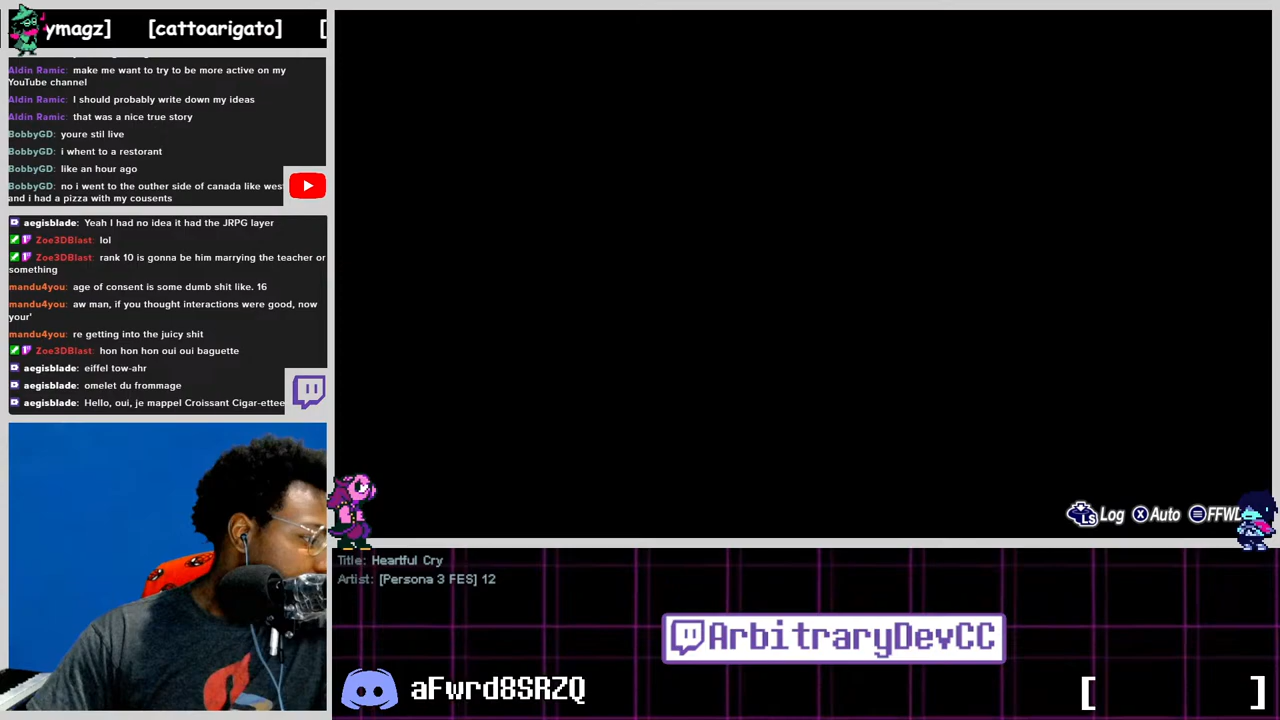 ymagz] [cattoarigato] [
Aldin Ramic: make me want to try to be more active on my
YouTube channel
Aldin Ramic: I should probably write down my ideas
Aldin Ramic: that was a nice true story
BobbyGD: youre stil live
BobbyGD: i whent to a restorant
BobbyGD: like an hour ago
BobbyGD: no i went to the outher side of canada like wes
and i had a pizza with my cousents
aegisblade: Yeah I had no idea it had the JRPG layer
Zoe3DBlast: lol
Zoe3DBlast: rank 10 is gonna be him marrying the teacher or
something
mandu4you: age of consent is some dumb shit like. 16
mandu4you: aw man, if you thought interactions were good, now
your'
mandu4you: re getting into the juicy shit
Zoe3DBlast: hon hon hon oui oui baguette
aegisblade: eiffel tow-ahr
aegisblade: omelet du frommage
aegisblade: Hello, oui, je mappel Croissant Cigar-ettee
LS Log X Auto FFWD
Title: Heartful Cry
Artist: [Persona 3 FES] 12
ArbitraryDevCC
aFwrd8SRZQ
[ ]